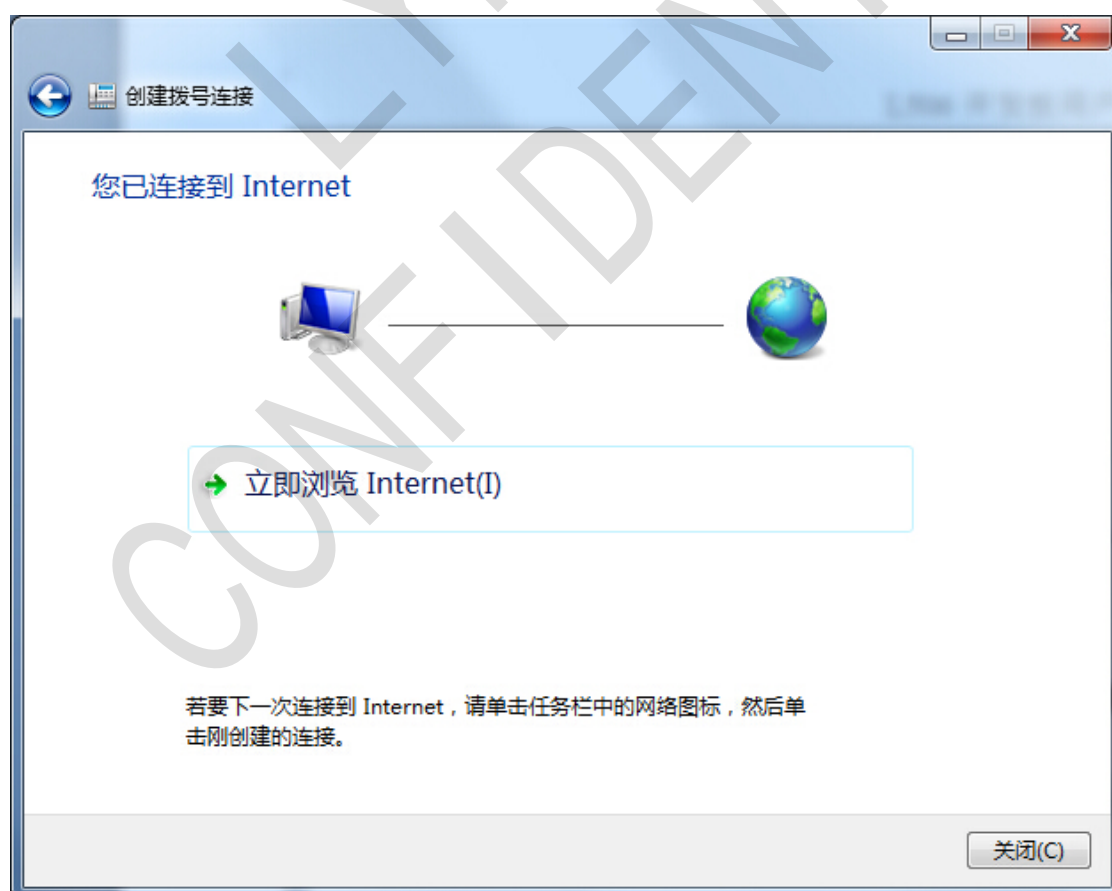 创建拨号连接
您已连接到 Internet
立即浏览 Internet(I)
若要下一次连接到 Internet，请单击任务栏中的网络图标，然后单
击刚创建的连接。
关闭(C)